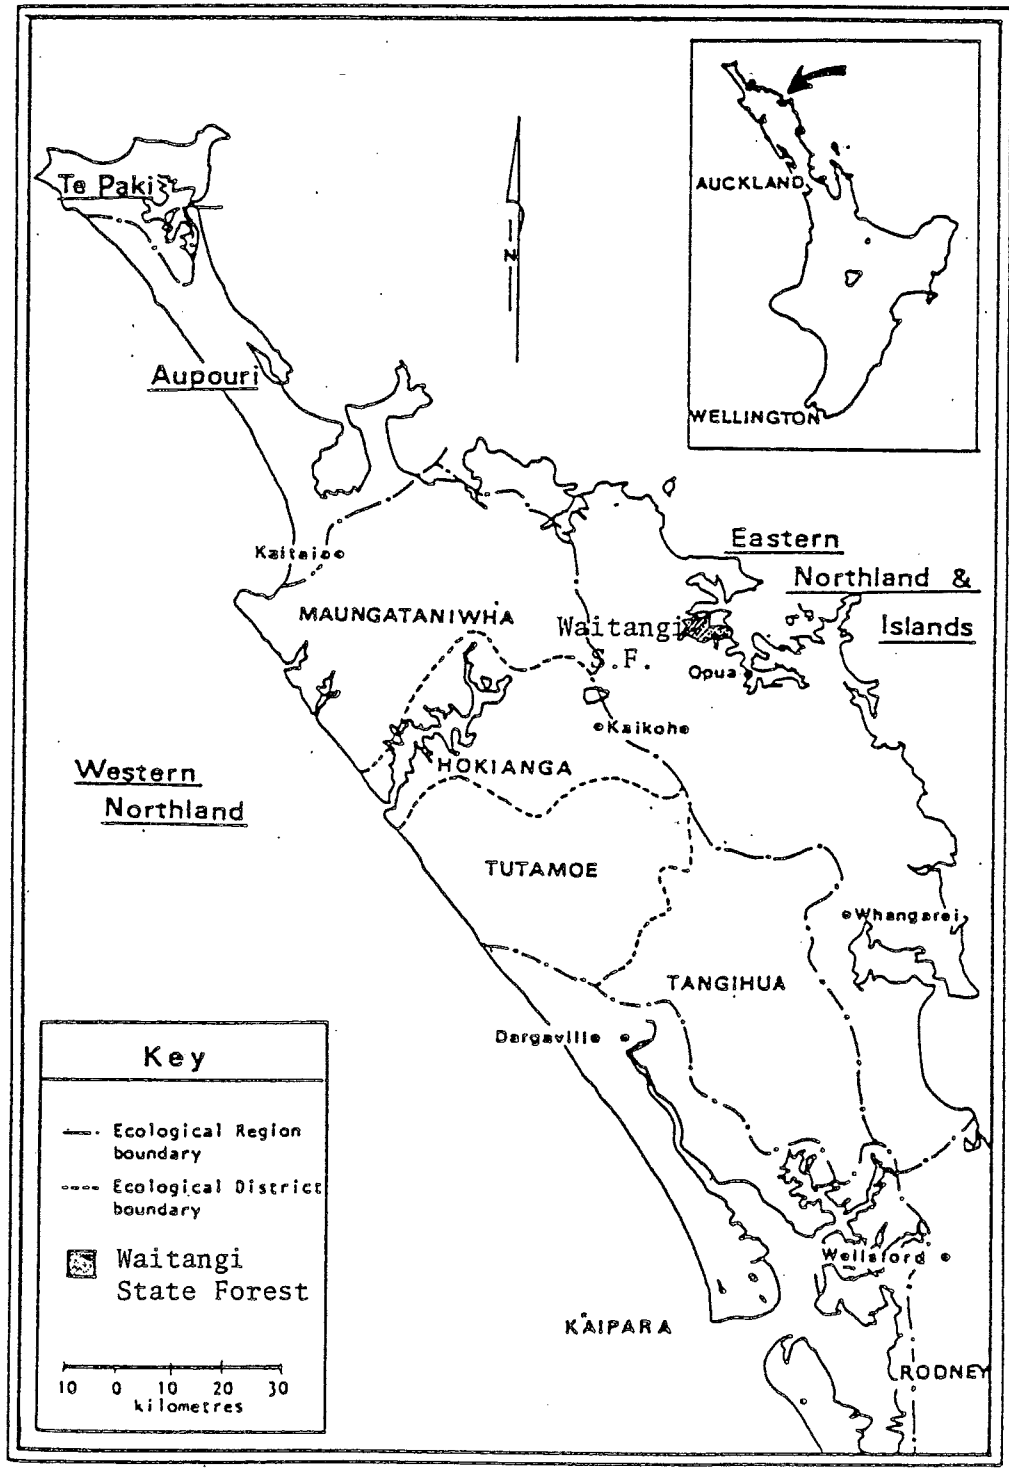 AUCKLAND
WELLINGTON
Te Paki
N
Aupouri
Kaitaia
Eastern
Northland &
Islands
MAUNGATANIWHA
Waitangi
S.F.
Opua
Kaikohe
HOKIANGA
Western
Northland
TUTAMOE
Whangarei
TANGIHUA
Dargaville
Wellsford
KAIPARA
RODNEY
Key
Ecological Region
boundary
Ecological District
boundary
Waitangi
State Forest
10 0 10 20 30
kilometres